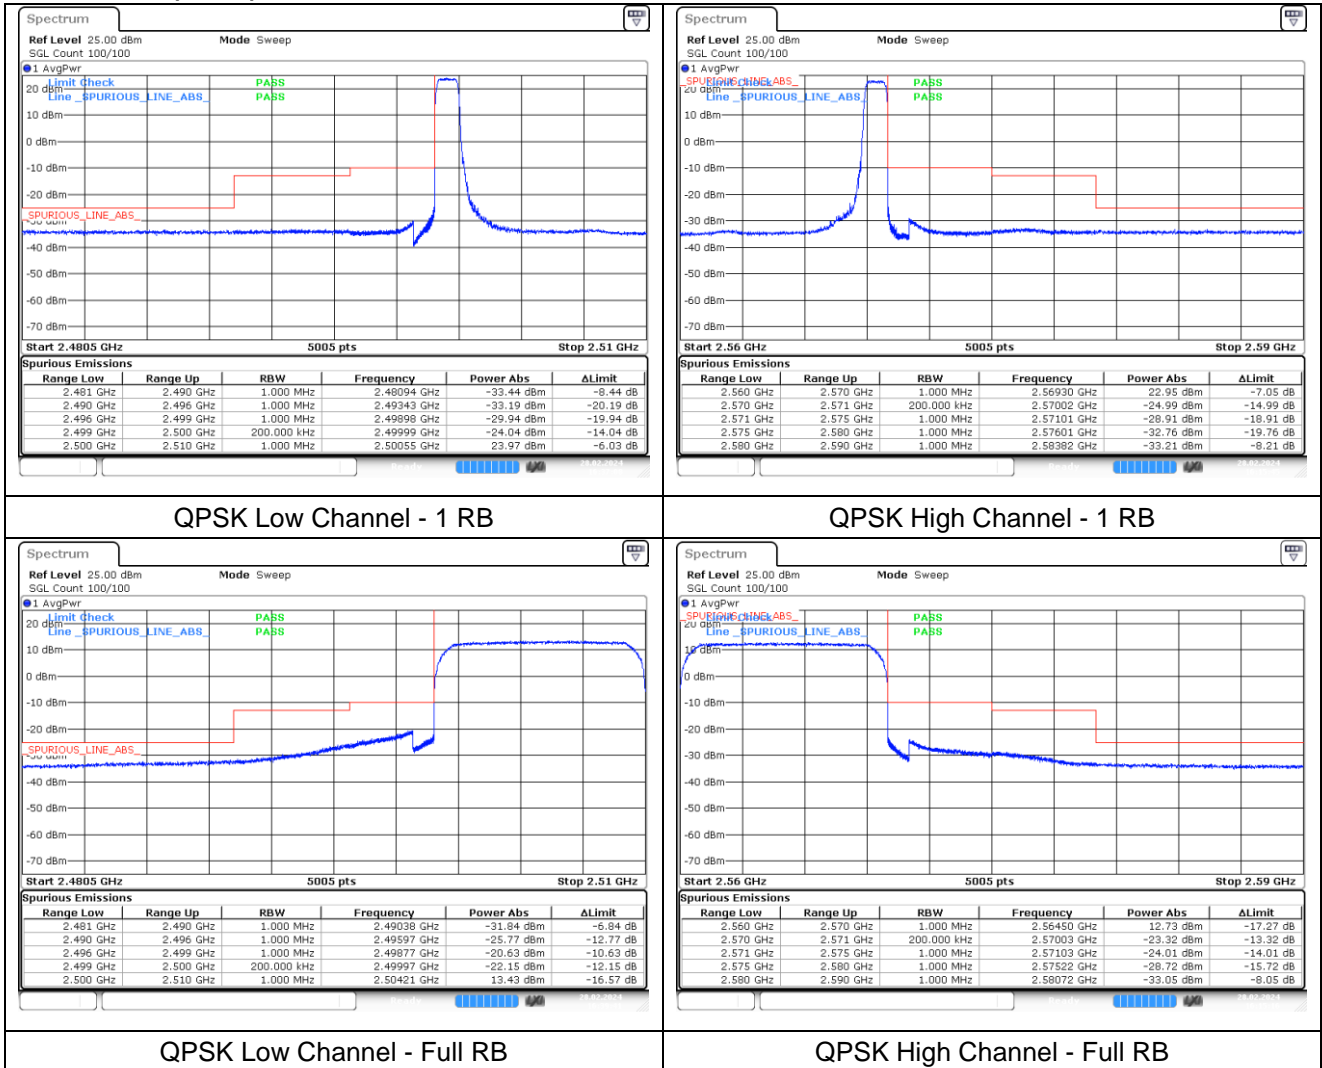 Spectrum
Ref Level 25.00 dBm Mode Sweep
SGL Count 100/100
1 AvgPwr
Limit Check PASS
Line _SPURIOUS_LINE_ABS_ PASS
20 dBm
10 dBm
0 dBm
-10 dBm
-20 dBm
_SPURIOUS_LINE_ABS_
-30 dBm
-40 dBm
-50 dBm
-60 dBm
-70 dBm
Start 2.4805 GHz 5005 pts Stop 2.51 GHz
Spurious Emissions
Range Low Range Up RBW Frequency Power Abs ΔLimit
2.481 GHz 2.490 GHz 1.000 MHz 2.48094 GHz -33.44 dBm -8.44 dB
2.490 GHz 2.496 GHz 1.000 MHz 2.49343 GHz -33.19 dBm -20.19 dB
2.496 GHz 2.499 GHz 1.000 MHz 2.49898 GHz -29.94 dBm -19.94 dB
2.499 GHz 2.500 GHz 200.000 kHz 2.49999 GHz -24.04 dBm -14.04 dB
2.500 GHz 2.510 GHz 1.000 MHz 2.50055 GHz 23.97 dBm -6.03 dB
28.02.2024
QPSK Low Channel - 1 RB
Spectrum
Ref Level 25.00 dBm Mode Sweep
SGL Count 100/100
1 AvgPwr
_SPURIOUS_LINE_ABS_
Limit Check PASS
20 dBm
Line _SPURIOUS_LINE_ABS_ PASS
10 dBm
0 dBm
-10 dBm
-20 dBm
-30 dBm
-40 dBm
-50 dBm
-60 dBm
-70 dBm
Start 2.56 GHz 5005 pts Stop 2.59 GHz
Spurious Emissions
Range Low Range Up RBW Frequency Power Abs ΔLimit
2.560 GHz 2.570 GHz 1.000 MHz 2.56930 GHz 22.95 dBm -7.05 dB
2.570 GHz 2.571 GHz 200.000 kHz 2.57002 GHz -24.99 dBm -14.99 dB
2.571 GHz 2.575 GHz 1.000 MHz 2.57101 GHz -28.91 dBm -18.91 dB
2.575 GHz 2.580 GHz 1.000 MHz 2.57601 GHz -32.76 dBm -19.76 dB
2.580 GHz 2.590 GHz 1.000 MHz 2.58382 GHz -33.21 dBm -8.21 dB
28.02.2024
QPSK High Channel - 1 RB
Spectrum
Ref Level 25.00 dBm Mode Sweep
SGL Count 100/100
1 AvgPwr
Limit Check PASS
20 dBm
Line _SPURIOUS_LINE_ABS_ PASS
10 dBm
0 dBm
-10 dBm
-20 dBm
_SPURIOUS_LINE_ABS_
-30 dBm
-40 dBm
-50 dBm
-60 dBm
-70 dBm
Start 2.4805 GHz 5005 pts Stop 2.51 GHz
Spurious Emissions
Range Low Range Up RBW Frequency Power Abs ΔLimit
2.481 GHz 2.490 GHz 1.000 MHz 2.49038 GHz -31.84 dBm -6.84 dB
2.490 GHz 2.496 GHz 1.000 MHz 2.49597 GHz -25.77 dBm -12.77 dB
2.496 GHz 2.499 GHz 1.000 MHz 2.49877 GHz -20.63 dBm -10.63 dB
2.499 GHz 2.500 GHz 200.000 kHz 2.49997 GHz -22.15 dBm -12.15 dB
2.500 GHz 2.510 GHz 1.000 MHz 2.50421 GHz 13.43 dBm -16.57 dB
28.02.2024
QPSK Low Channel - Full RB
Spectrum
Ref Level 25.00 dBm Mode Sweep
SGL Count 100/100
1 AvgPwr
_SPURIOUS_LINE_ABS_
Limit Check PASS
20 dBm
Line _SPURIOUS_LINE_ABS_ PASS
10 dBm
0 dBm
-10 dBm
-20 dBm
-30 dBm
-40 dBm
-50 dBm
-60 dBm
-70 dBm
Start 2.56 GHz 5005 pts Stop 2.59 GHz
Spurious Emissions
Range Low Range Up RBW Frequency Power Abs ΔLimit
2.560 GHz 2.570 GHz 1.000 MHz 2.56450 GHz 12.73 dBm -17.27 dB
2.570 GHz 2.571 GHz 200.000 kHz 2.57003 GHz -23.32 dBm -13.32 dB
2.571 GHz 2.575 GHz 1.000 MHz 2.57103 GHz -24.01 dBm -14.01 dB
2.575 GHz 2.580 GHz 1.000 MHz 2.57522 GHz -28.72 dBm -15.72 dB
2.580 GHz 2.590 GHz 1.000 MHz 2.58072 GHz -33.05 dBm -8.05 dB
28.02.2024
QPSK High Channel - Full RB